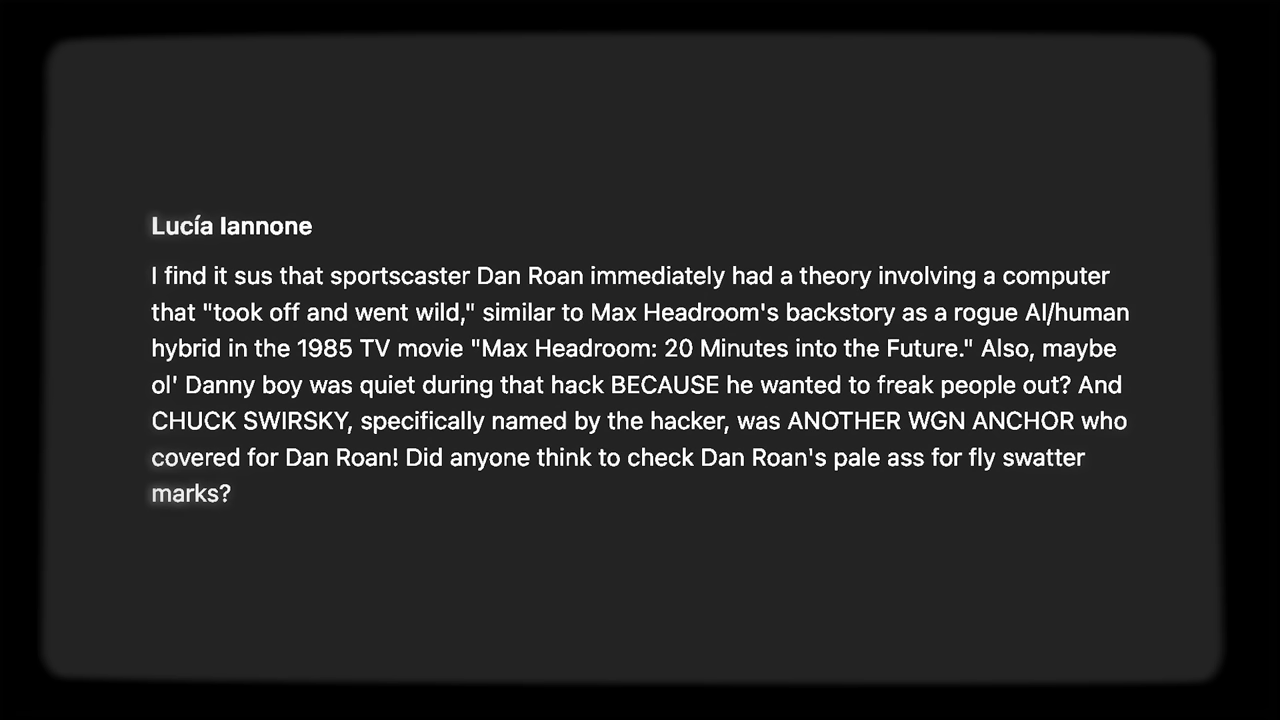 Lucía Iannone
I find it sus that sportscaster Dan Roan immediately had a theory involving a computer
that "took off and went wild," similar to Max Headroom's backstory as a rogue AI/human
hybrid in the 1985 TV movie "Max Headroom: 20 Minutes into the Future." Also, maybe
ol' Danny boy was quiet during that hack BECAUSE he wanted to freak people out? And
CHUCK SWIRSKY, specifically named by the hacker, was ANOTHER WGN ANCHOR who
covered for Dan Roan! Did anyone think to check Dan Roan's pale ass for fly swatter
marks?